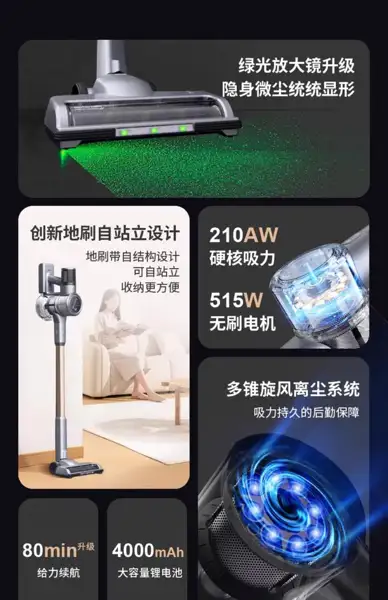 绿光放大镜升级
隐身微尘统统显形
创新地刷自站立设计
地刷带自结构设计
可自站立
收纳更方便
210AW
硬核吸力
515W
无刷电机
多锥旋风离尘系统
吸力持久的后勤保障
80min升级
给力续航
4000mAh
大容量锂电池